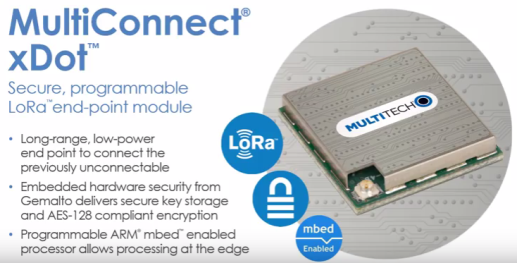 MultiConnect®
xDot™
Secure, programmable
LoRa™ end-point module
• Long-range, low-power
end point to connect the
previously unconnectable
• Embedded hardware security from
Gemalto delivers secure key storage
and AES-128 compliant encryption
• Programmable ARM® mbed™ enabled
processor allows processing at the edge
MULTITECH
LoRa™
mbed
Enabled